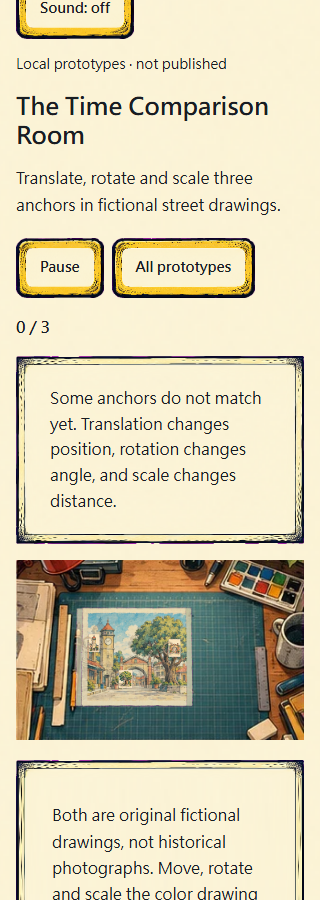 Sound: off
Local prototypes · not published
The Time Comparison
Room
Translate, rotate and scale three
anchors in fictional street drawings.
Pause
All prototypes
0 / 3
Some anchors do not match
yet. Translation changes
position, rotation changes
angle, and scale changes
distance.
Both are original fictional
drawings, not historical
photographs. Move, rotate
and scale the color drawing